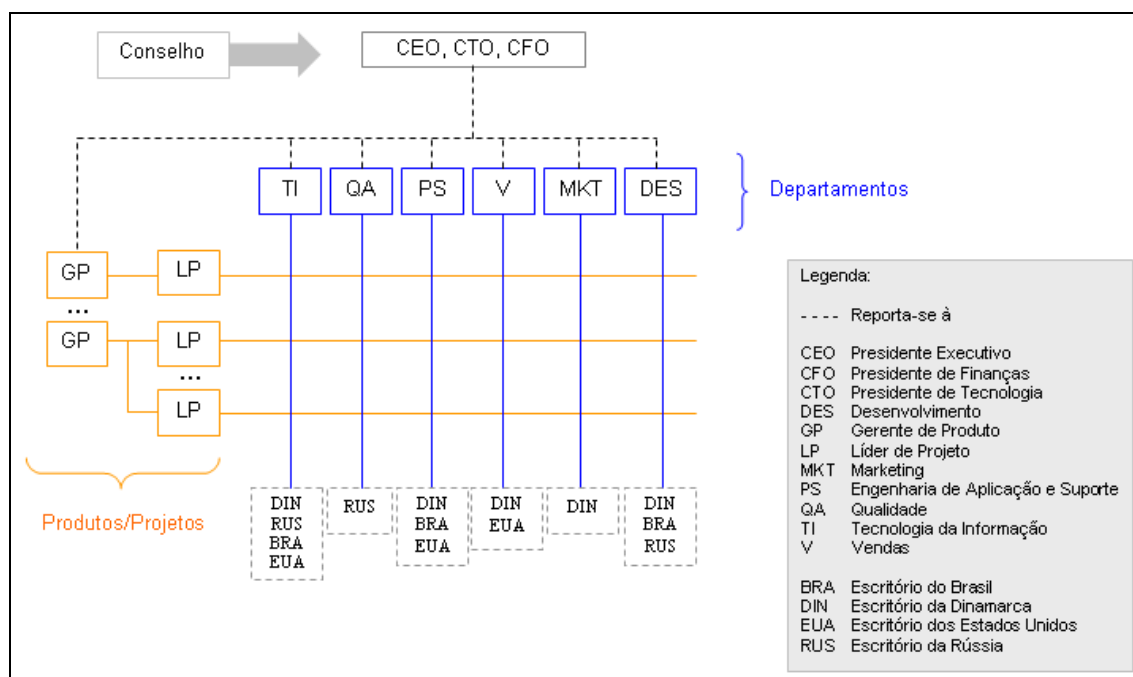 Conselho
CEO, CTO, CFO
TI
QA
PS
V
MKT
DES
Departamentos
GP
LP
...
GP
LP
...
LP
Produtos/Projetos
DIN
RUS
BRA
EUA
RUS
DIN
BRA
EUA
DIN
EUA
DIN
DIN
BRA
RUS
Legenda:
---- Reporta-se à
CEO Presidente Executivo
CFO Presidente de Finanças
CTO Presidente de Tecnologia
DES Desenvolvimento
GP Gerente de Produto
LP Líder de Projeto
MKT Marketing
PS Engenharia de Aplicação e Suporte
QA Qualidade
TI Tecnologia da Informação
V Vendas
BRA Escritório do Brasil
DIN Escritório da Dinamarca
EUA Escritório dos Estados Unidos
RUS Escritório da Rússia